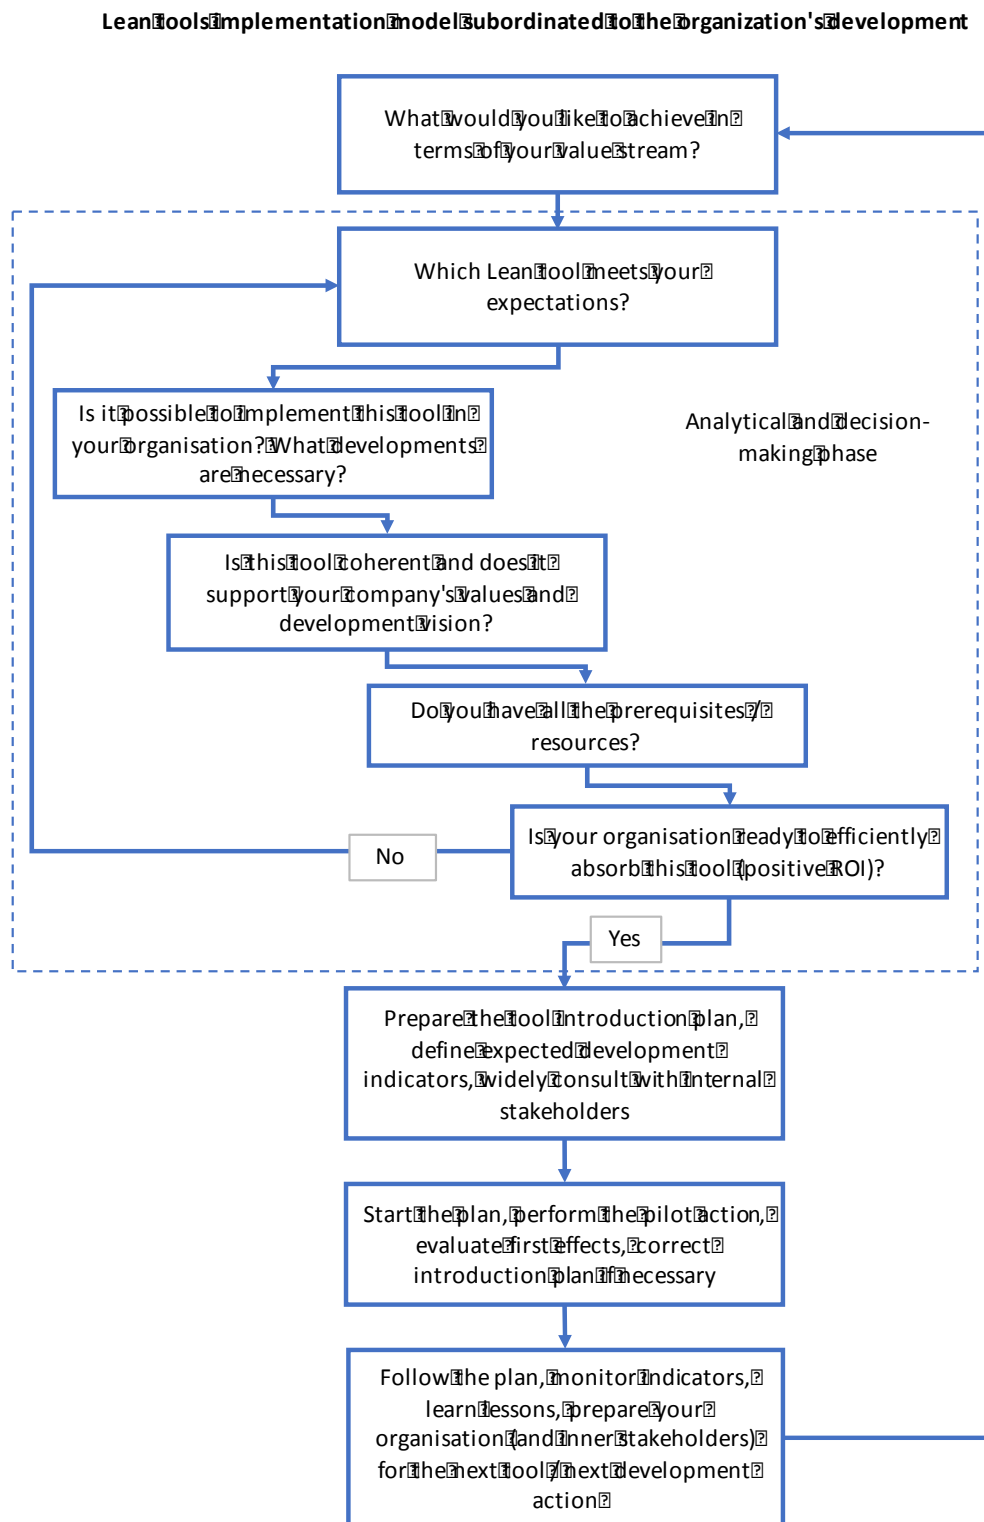 Lean tools implementation model subordinated to the organization's development
What would you like to achieve in
terms of your value stream?
Which Lean tool meets your
expectations?
Is it possible to implement this tool in
your organisation? What developments
are necessary?
Analytical and decision-
making phase
Is this tool coherent and does it
support your company's values and
development vision?
Do you have all the prerequisites /
resources?
Is your organisation ready to efficiently
absorb this tool (positive ROI)?
No
Yes
Prepare the tool introduction plan,
define expected development
indicators, widely consult with internal
stakeholders
Start the plan, perform the pilot action,
evaluate first effects, correct
introduction plan if necessary
Follow the plan, monitor indicators,
learn lessons, prepare your
organisation (and inner stakeholders)
for the next tool / next development
action